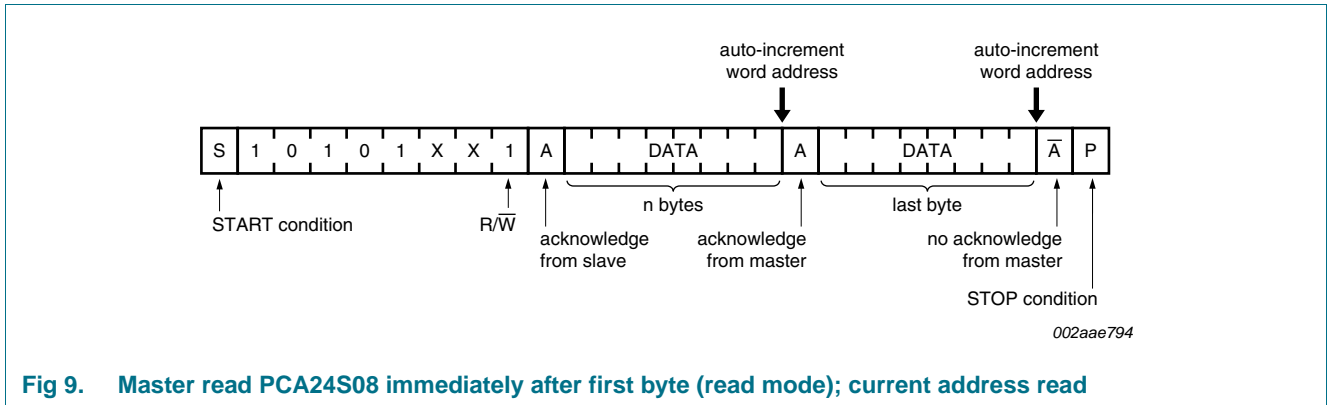 auto-increment
word address
auto-increment
word address
S 1 0 1 0 1 X X 1 A DATA A DATA A̅ P
n bytes
last byte
START condition
R/W̅
acknowledge
from slave
acknowledge
from master
no acknowledge
from master
STOP condition
002aae794
Fig 9. Master read PCA24S08 immediately after first byte (read mode); current address read